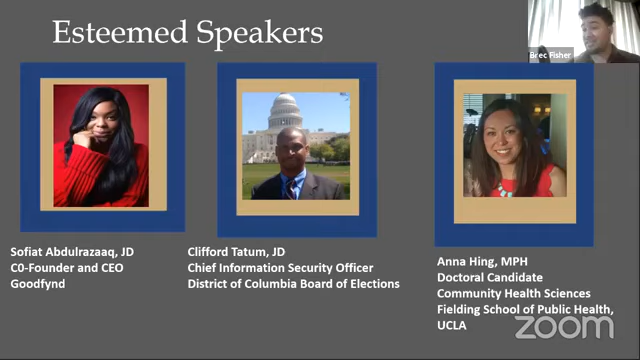 Esteemed Speakers
Brec Fisher
Sofiat Abdulrazaaq, JD
C0-Founder and CEO
Goodfynd
Clifford Tatum, JD
Chief Information Security Officer
District of Columbia Board of Elections
Anna Hing, MPH
Doctoral Candidate
Community Health Sciences
Fielding School of Public Health,
UCLA
zoom